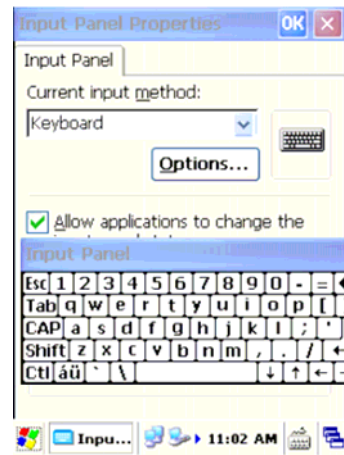 Input Panel Properties OK
Input Panel
Current input method:
Keyboard
Options...
Allow applications to change the
Input Panel
Esc 1 2 3 4 5 6 7 8 9 0 - =
Tab q w e r t y u i o p [
CAP a s d f g h j k l ; '
Shift z x c v b n m , . /
Ctl áü ` \ ↓ ↑ ←
Inpu... 11:02 AM